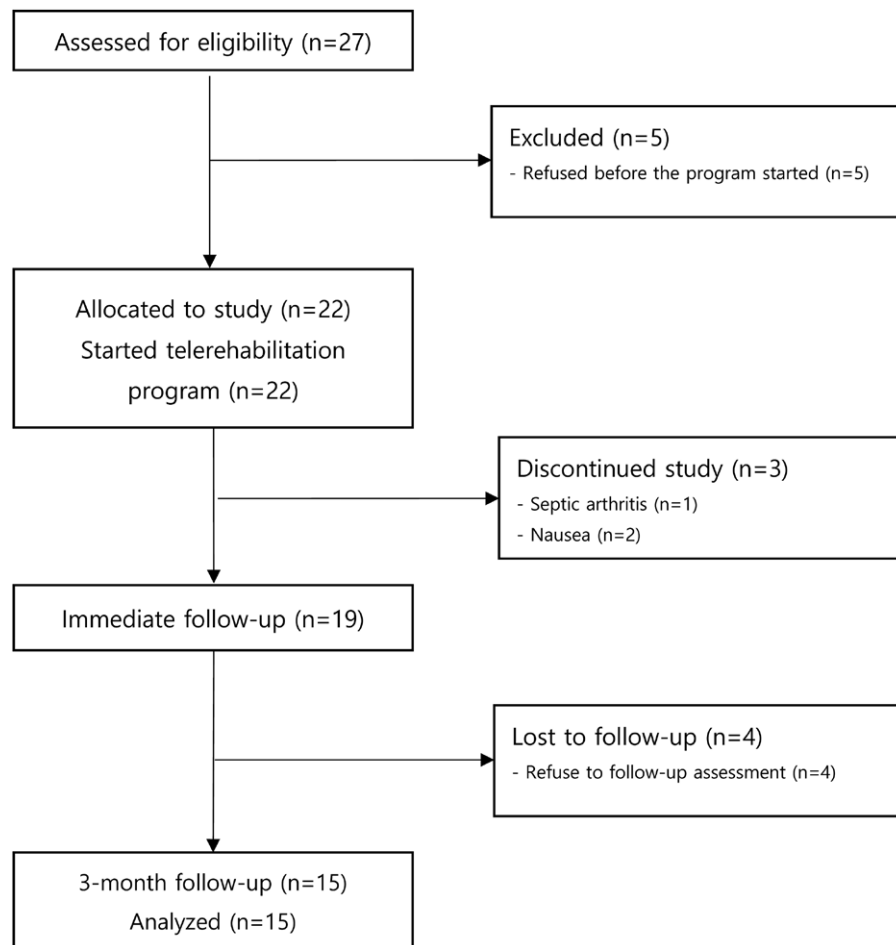 Assessed for eligibility (n=27)
Excluded (n=5)
- Refused before the program started (n=5)
Allocated to study (n=22)
Started telerehabilitation
program (n=22)
Discontinued study (n=3)
- Septic arthritis (n=1)
- Nausea (n=2)
Immediate follow-up (n=19)
Lost to follow-up (n=4)
- Refuse to follow-up assessment (n=4)
3-month follow-up (n=15)
Analyzed (n=15)